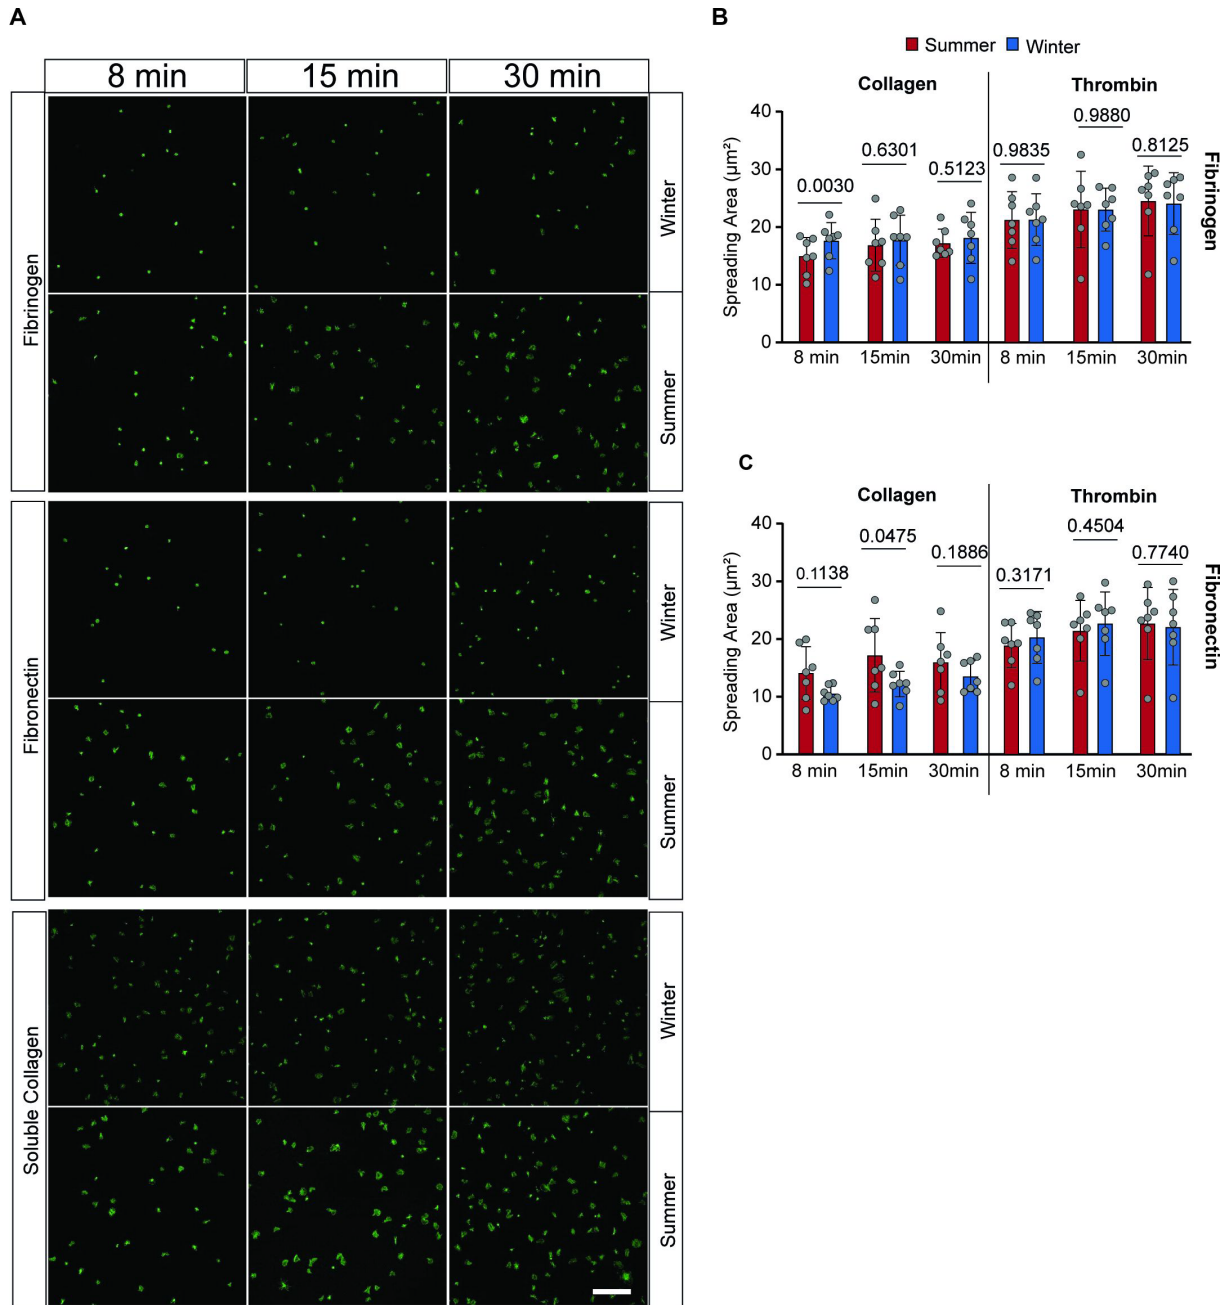 A
8 min 15 min 30 min
Fibrinogen
Winter
Summer
Fibronectin
Winter
Summer
Soluble Collagen
Winter
Summer
B
Summer Winter
Collagen Thrombin
Spreading Area (µm²)
40
30
20
10
0
0.0030 0.6301 0.5123 0.9835 0.9880 0.8125
8 min 15min 30min 8 min 15min 30min
Fibrinogen
C
Collagen Thrombin
Spreading Area (µm²)
40
30
20
10
0
0.1138 0.0475 0.1886 0.3171 0.4504 0.7740
8 min 15min 30min 8 min 15min 30min
Fibronectin